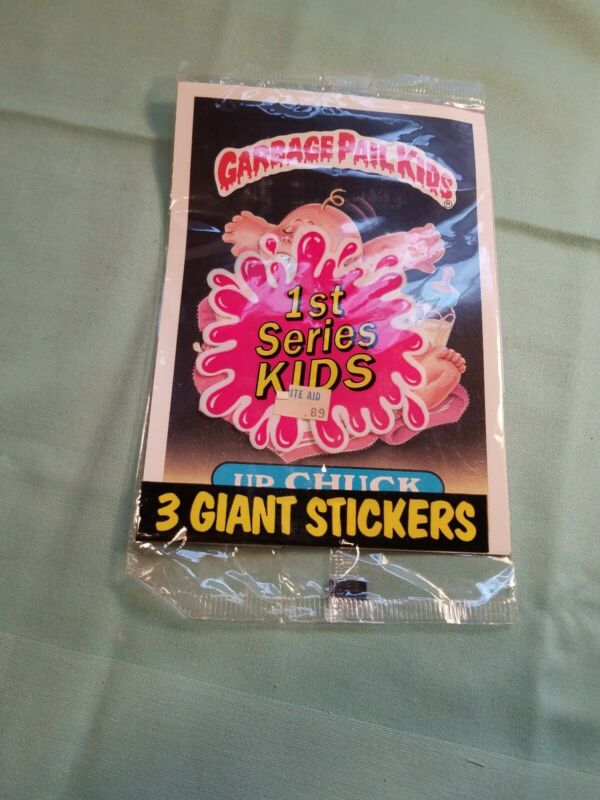 GARBAGE PAIL KIDS®
1st
Series
KIDS
ITE AID
.89
UP CHUCK
3 GIANT STICKERS